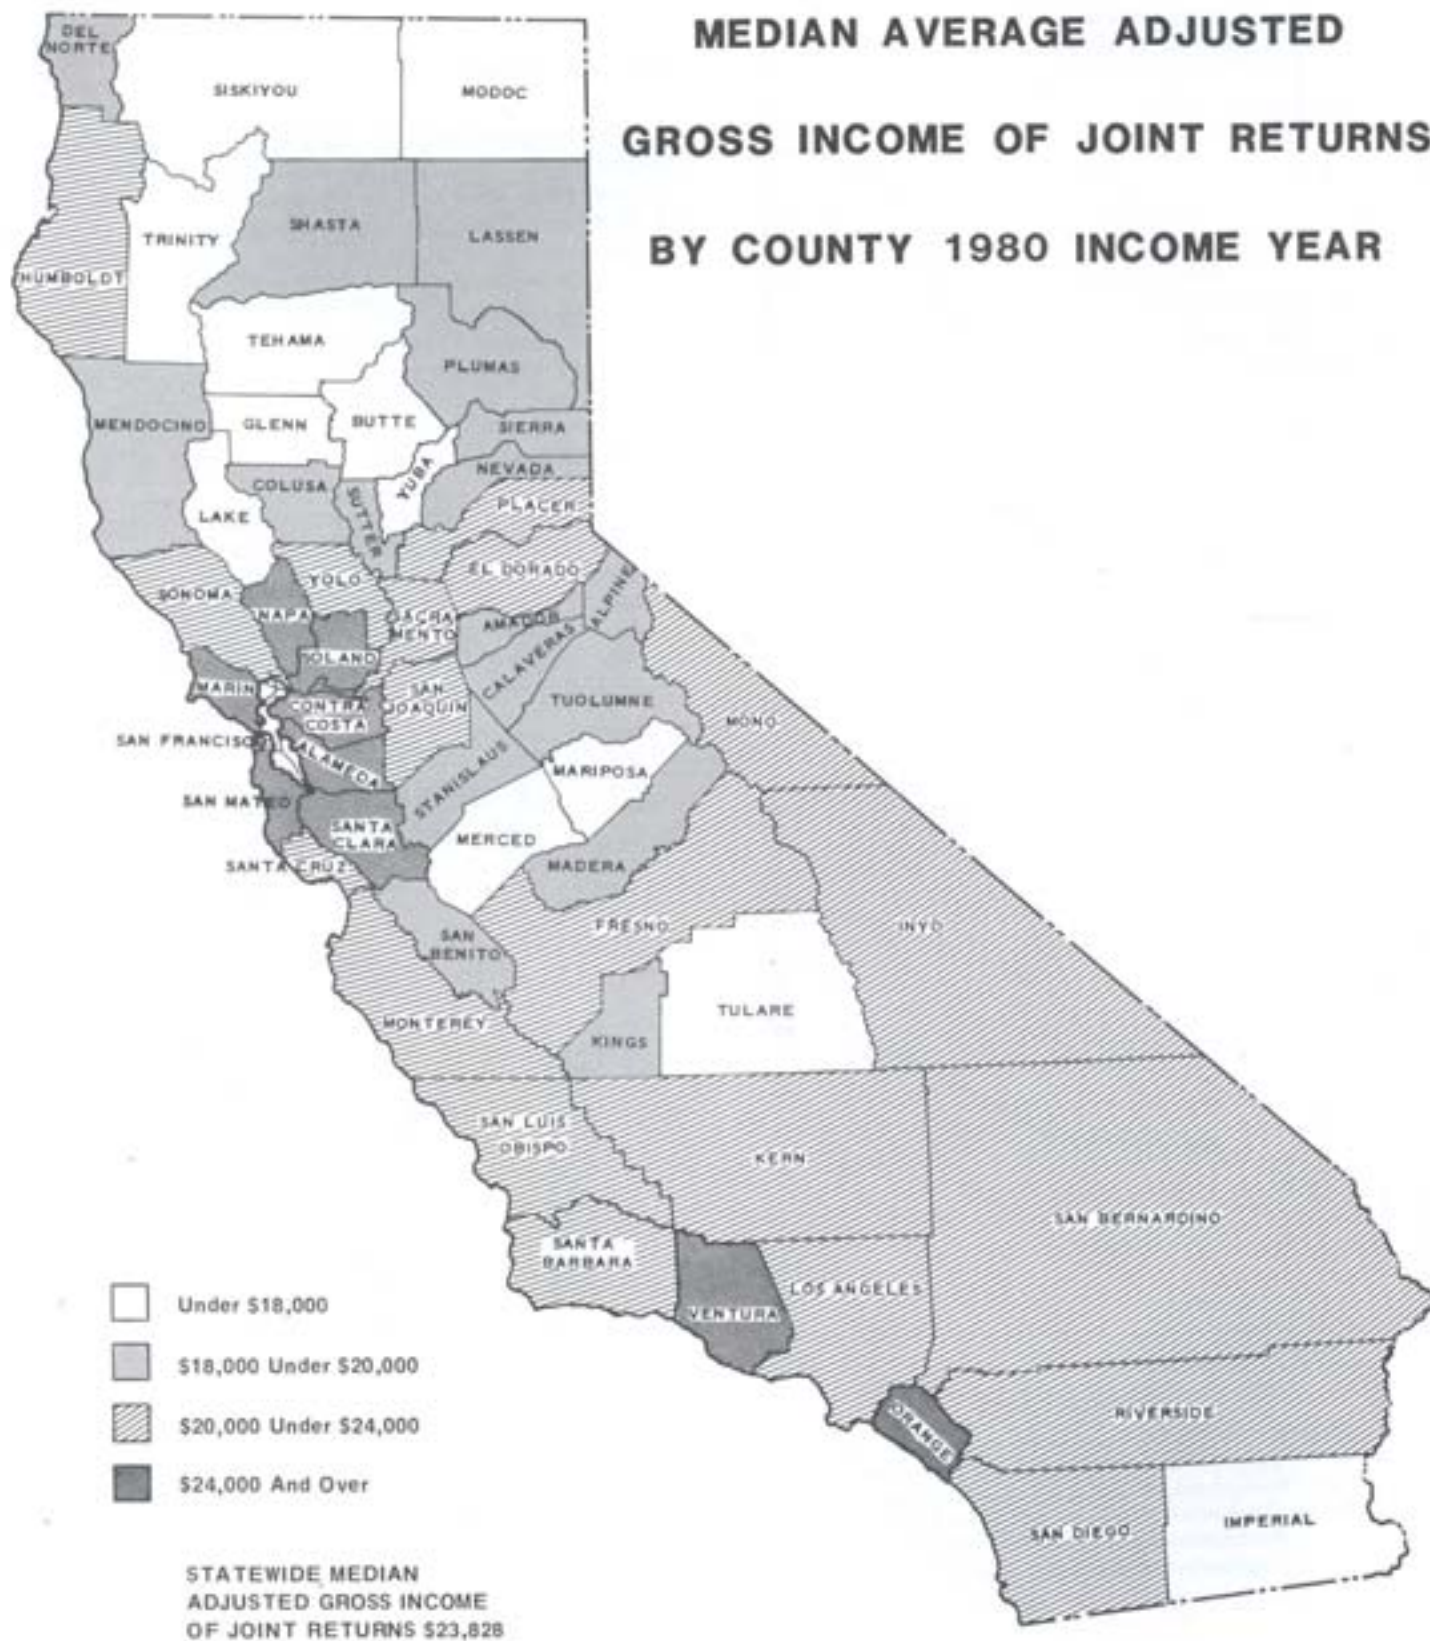 MEDIAN AVERAGE ADJUSTED
GROSS INCOME OF JOINT RETURNS
BY COUNTY 1980 INCOME YEAR
DEL
NORTE
SISKIYOU
MODOC
TRINITY
SHASTA
LASSEN
HUMBOLDT
TEHAMA
PLUMAS
MENDOCINO
GLENN
BUTTE
SIERRA
YUBA
NEVADA
COLUSA
SUTTER
PLACER
LAKE
EL DORADO
YOLO
SONOMA
NAPA
SACRA
MENTO
AMADOR
ALPINE
SOLANO
CALAVERAS
MARIN
SAN
JOAQUIN
TUOLUMNE
CONTRA
COSTA
MONO
SAN FRANCISCO
ALAMEDA
STANISLAUS
MARIPOSA
SAN MATEO
SANTA
CLARA
MERCED
SANTA CRUZ
MADERA
FRESNO
INYO
SAN
BENITO
TULARE
MONTEREY
KINGS
SAN LUIS
OBISPO
KERN
SAN BERNARDINO
SANTA
BARBARA
VENTURA
LOS ANGELES
ORANGE
RIVERSIDE
SAN DIEGO
IMPERIAL
Under $18,000
$18,000 Under $20,000
$20,000 Under $24,000
$24,000 And Over
STATEWIDE MEDIAN
ADJUSTED GROSS INCOME
OF JOINT RETURNS $23,828